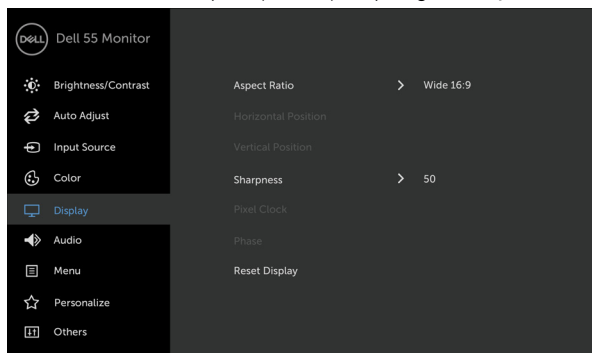 DELL Dell 55 Monitor
Brightness/Contrast
Auto Adjust
Input Source
Color
Display
Audio
Menu
Personalize
Others
Aspect Ratio > Wide 16:9
Horizontal Position
Vertical Position
Sharpness > 50
Pixel Clock
Phase
Reset Display